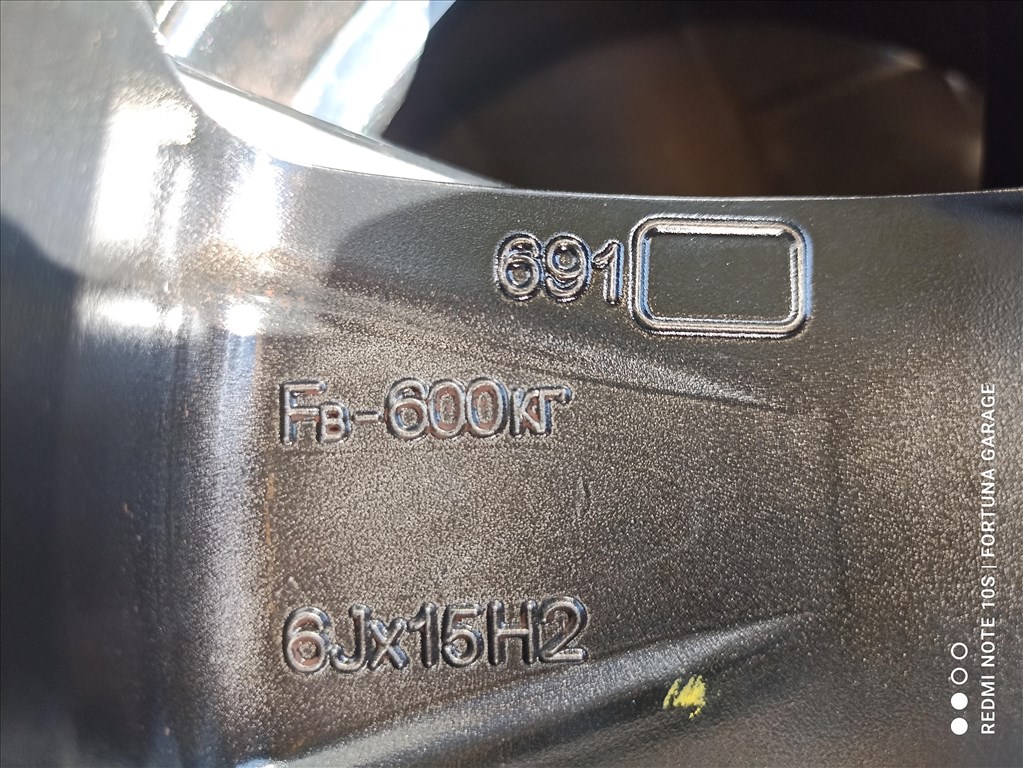 691
Fв-600кг
6Jx15H2
REDMI NOTE 10S | FORTUNA GARAGE